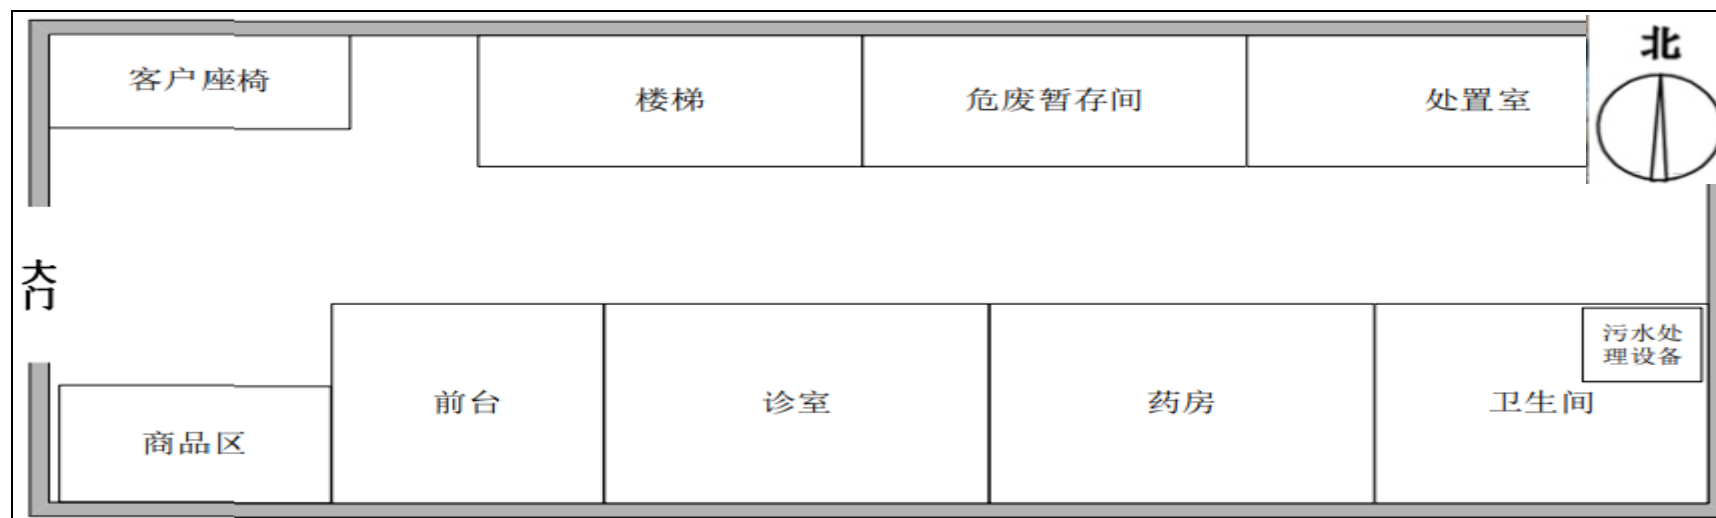 北
客户座椅
楼梯
危废暂存间
处置室
大门
污水处
理设备
前台
诊室
药房
卫生间
商品区